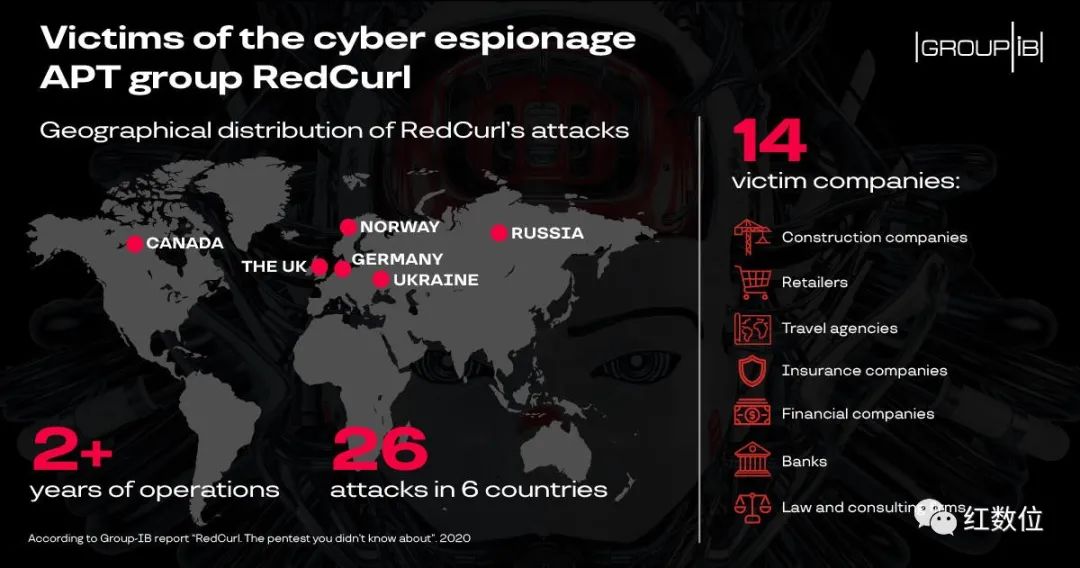 Victims of the cyber espionage
APT group RedCurl
GROUP|IB
Geographical distribution of RedCurl's attacks
CANADA
NORWAY
RUSSIA
THE UK
GERMANY
UKRAINE
2+
years of operations
26
attacks in 6 countries
14
victim companies:
Construction companies
Retailers
Travel agencies
Insurance companies
Financial companies
Banks
Law and consulting firms
红数位
According to Group-IB report “RedCurl. The pentest you didn't know about”. 2020